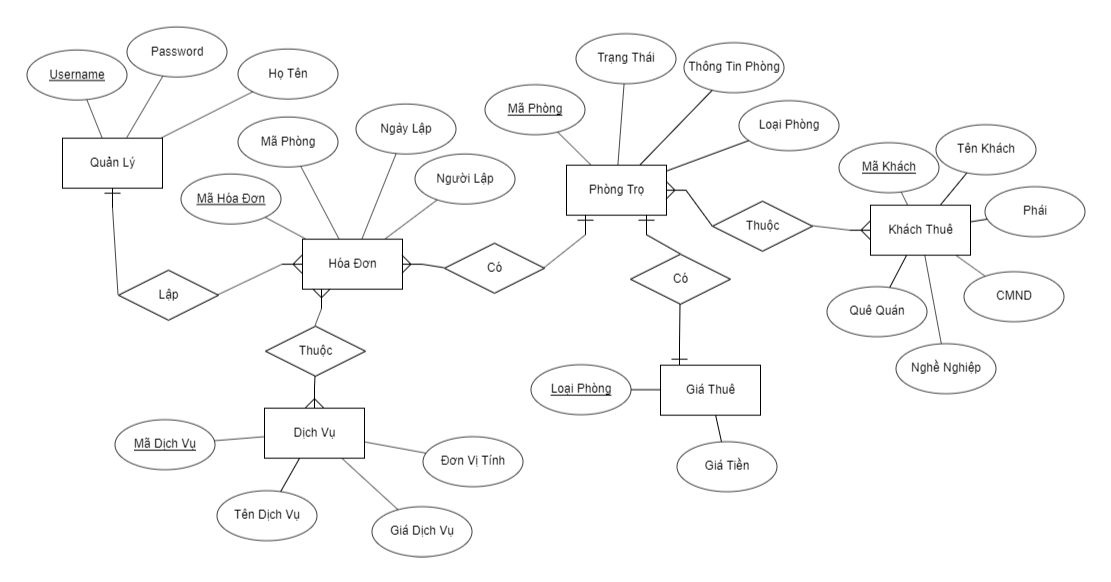 Username
Password
Họ Tên
Quản Lý
Mã Hóa Đơn
Mã Phòng
Ngày Lập
Người Lập
Hóa Đơn
Lập
Có
Thuộc
Mã Dịch Vụ
Dịch Vụ
Đơn Vị Tính
Tên Dịch Vụ
Giá Dịch Vụ
Mã Phòng
Trạng Thái
Thông Tin Phòng
Loại Phòng
Phòng Trọ
Thuộc
Có
Loại Phòng
Giá Thuê
Giá Tiền
Mã Khách
Tên Khách
Phái
Khách Thuê
CMND
Quê Quán
Nghề Nghiệp